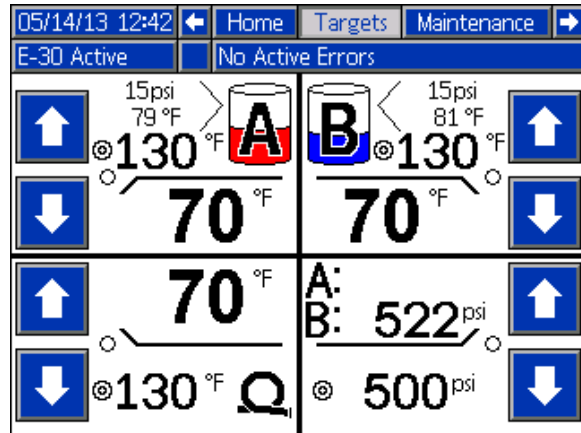 05/14/13 12:42 Home Targets Maintenance
E-30 Active No Active Errors
15psi
79 °F
A
130 °F
70 °F
B
15psi
81 °F
130 °F
70 °F
70 °F
130 °F
A:
B: 522 psi
500 psi